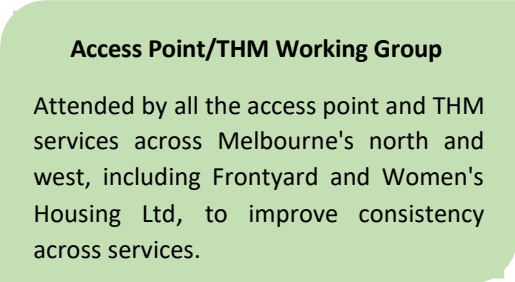 Access Point/THM Working Group
Attended by all the access point and THM
services across Melbourne's north and
west, including Frontyard and Women's
Housing Ltd, to improve consistency
across services.